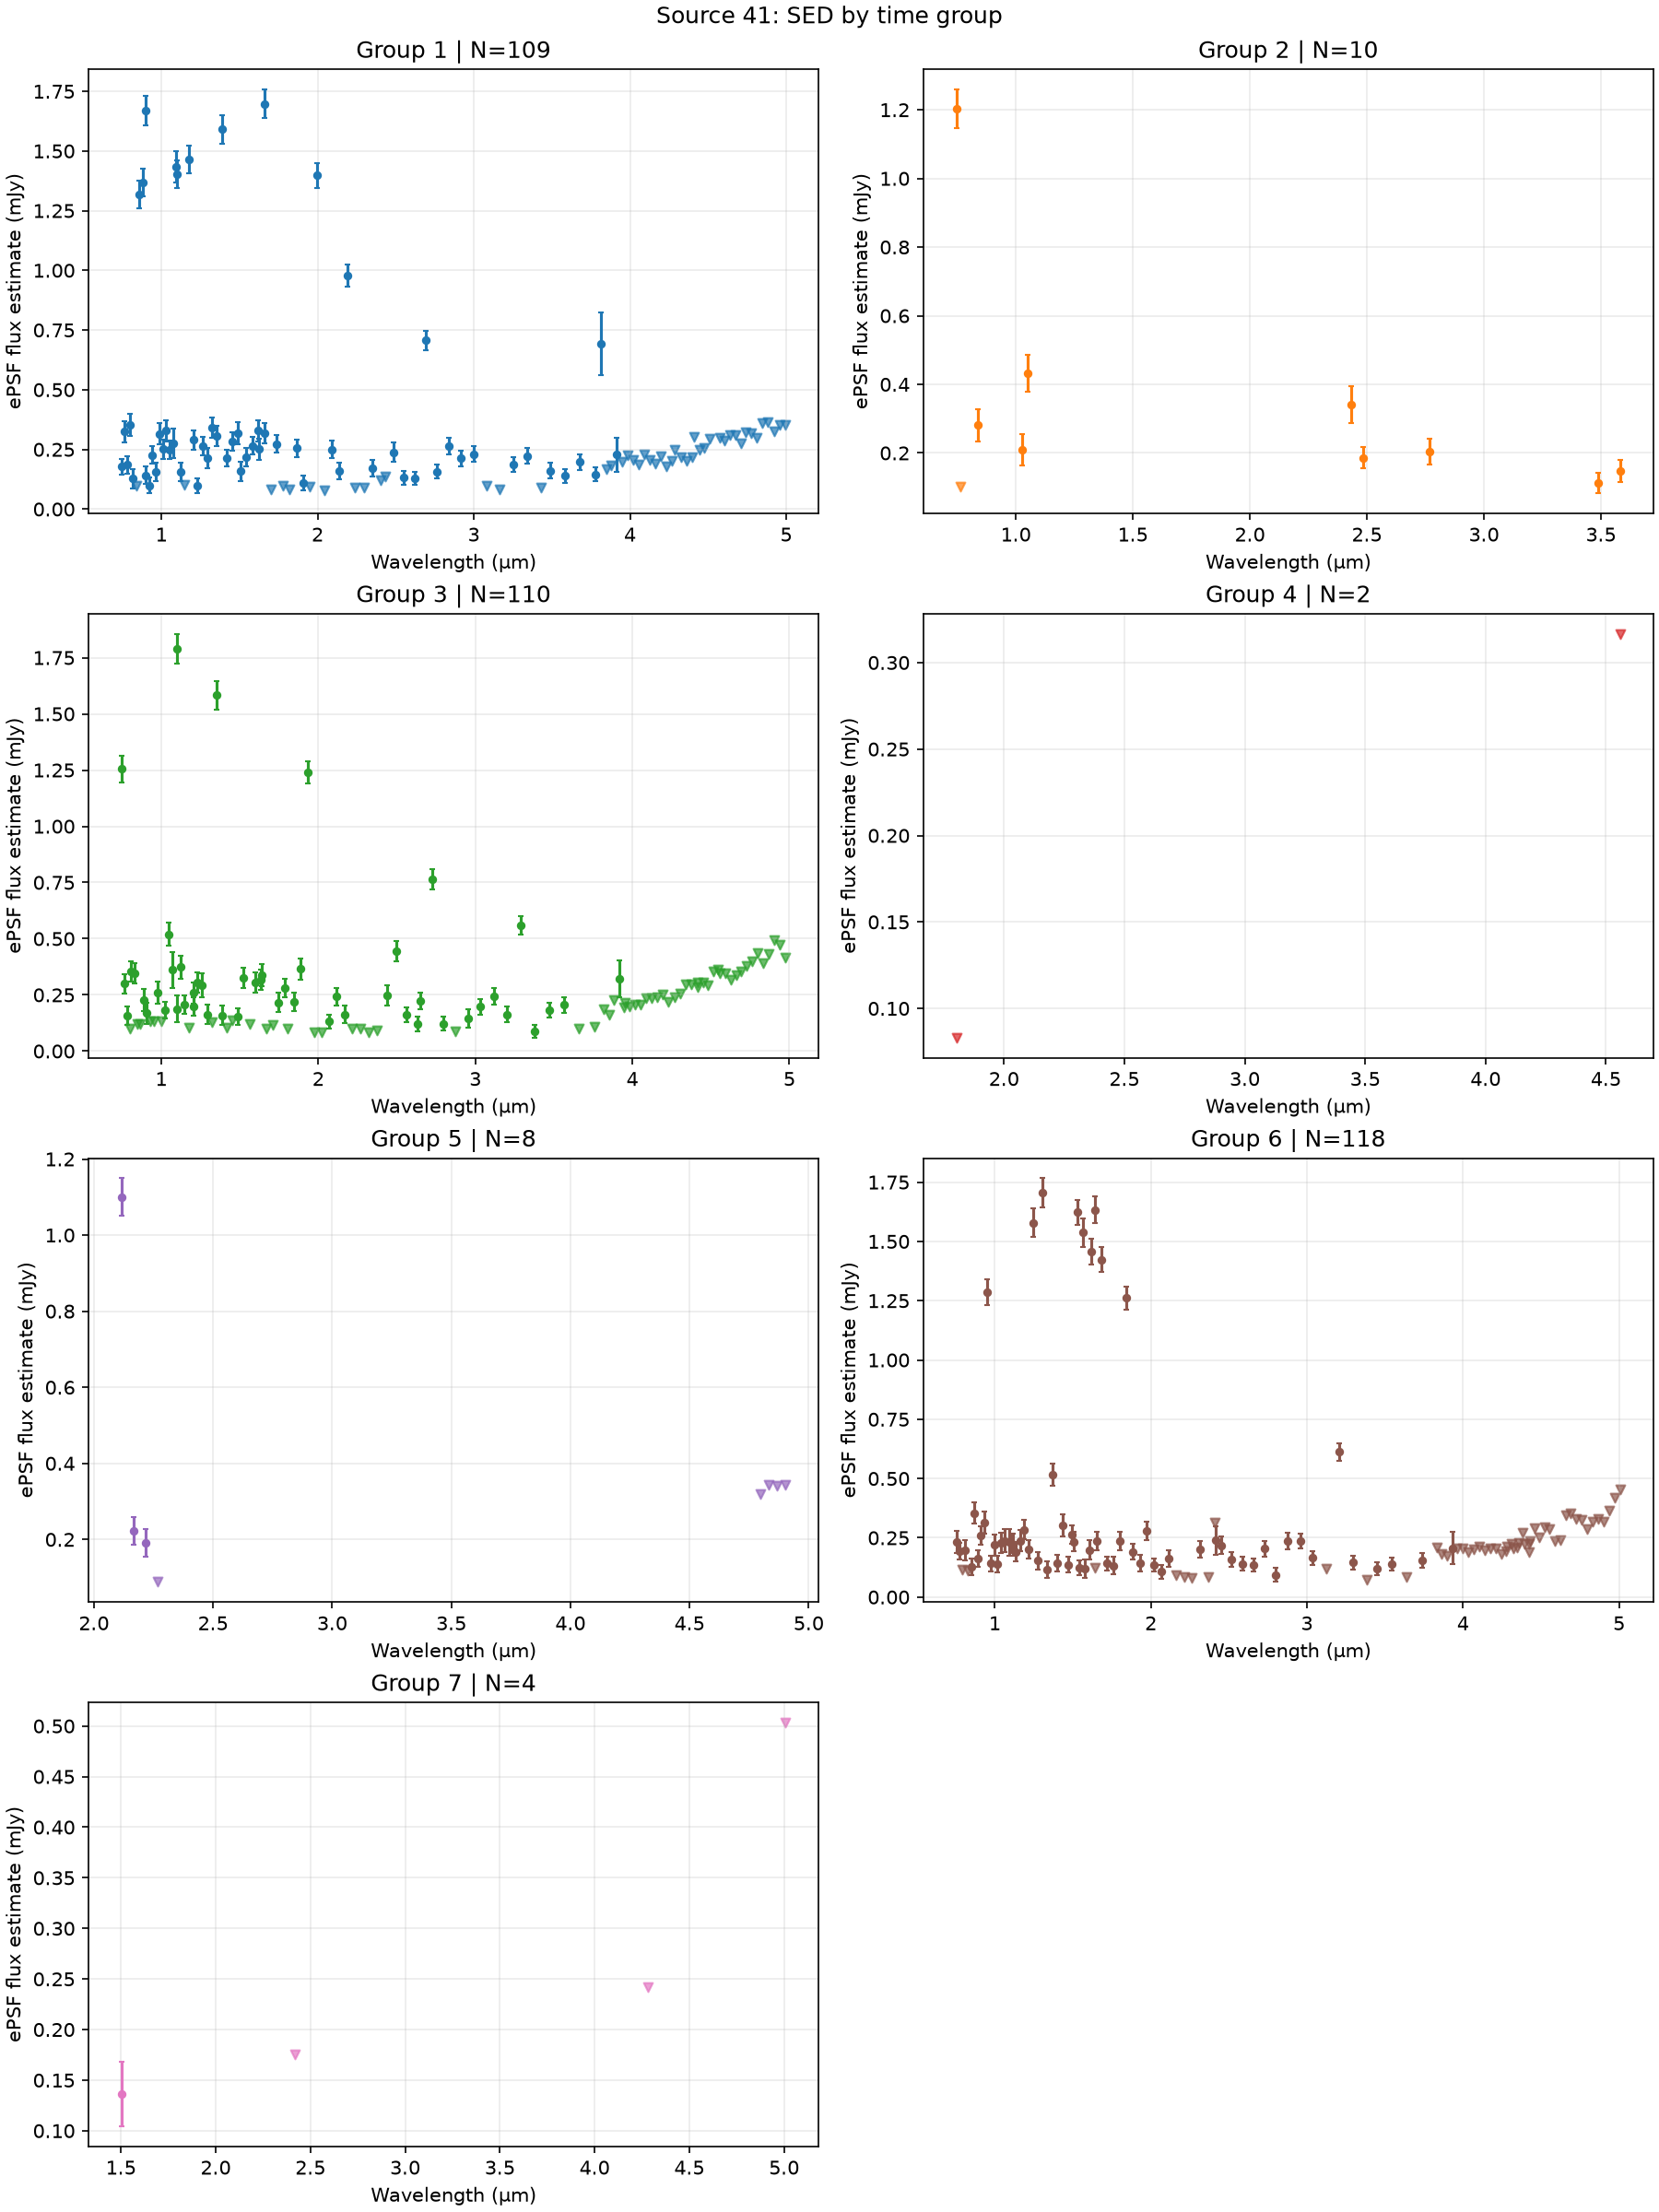 Source 41: SED by time group
Group 1 | N=109
1.75
1.50
1.25
1.00
0.75
0.50
0.25
0.00
ePSF flux estimate (mJy)
1 2 3 4 5
Wavelength (μm)
Group 2 | N=10
1.2
1.0
0.8
0.6
0.4
0.2
ePSF flux estimate (mJy)
1.0 1.5 2.0 2.5 3.0 3.5
Wavelength (μm)
Group 3 | N=110
1.75
1.50
1.25
1.00
0.75
0.50
0.25
0.00
ePSF flux estimate (mJy)
1 2 3 4 5
Wavelength (μm)
Group 4 | N=2
0.30
0.25
0.20
0.15
0.10
ePSF flux estimate (mJy)
2.0 2.5 3.0 3.5 4.0 4.5
Wavelength (μm)
Group 5 | N=8
1.2
1.0
0.8
0.6
0.4
0.2
ePSF flux estimate (mJy)
2.0 2.5 3.0 3.5 4.0 4.5 5.0
Wavelength (μm)
Group 6 | N=118
1.75
1.50
1.25
1.00
0.75
0.50
0.25
0.00
ePSF flux estimate (mJy)
1 2 3 4 5
Wavelength (μm)
Group 7 | N=4
0.50
0.45
0.40
0.35
0.30
0.25
0.20
0.15
0.10
ePSF flux estimate (mJy)
1.5 2.0 2.5 3.0 3.5 4.0 4.5 5.0
Wavelength (μm)